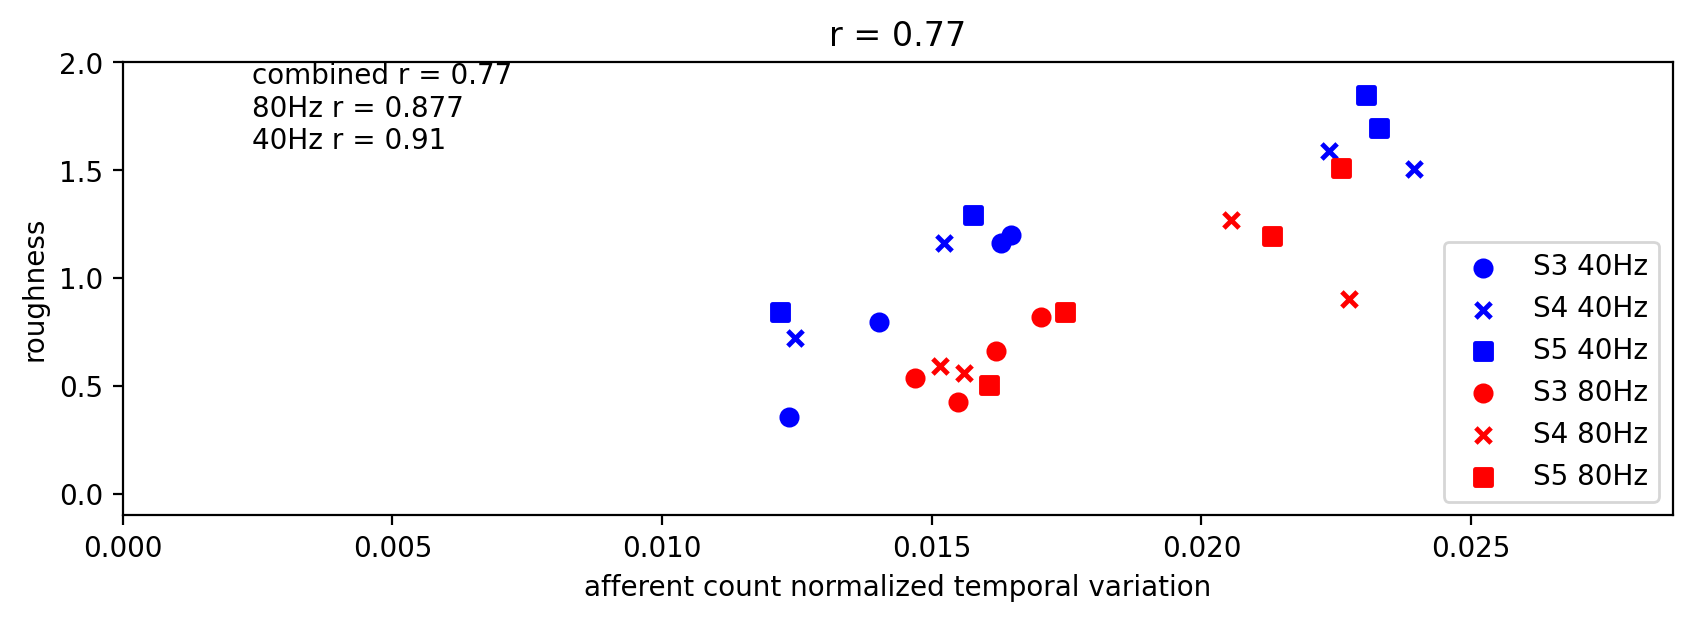 r = 0.77
combined r = 0.77
80Hz r = 0.877
40Hz r = 0.91
2.0
1.5
1.0
0.5
0.0
roughness
S3 40Hz
S4 40Hz
S5 40Hz
S3 80Hz
S4 80Hz
S5 80Hz
0.000 0.005 0.010 0.015 0.020 0.025
afferent count normalized temporal variation